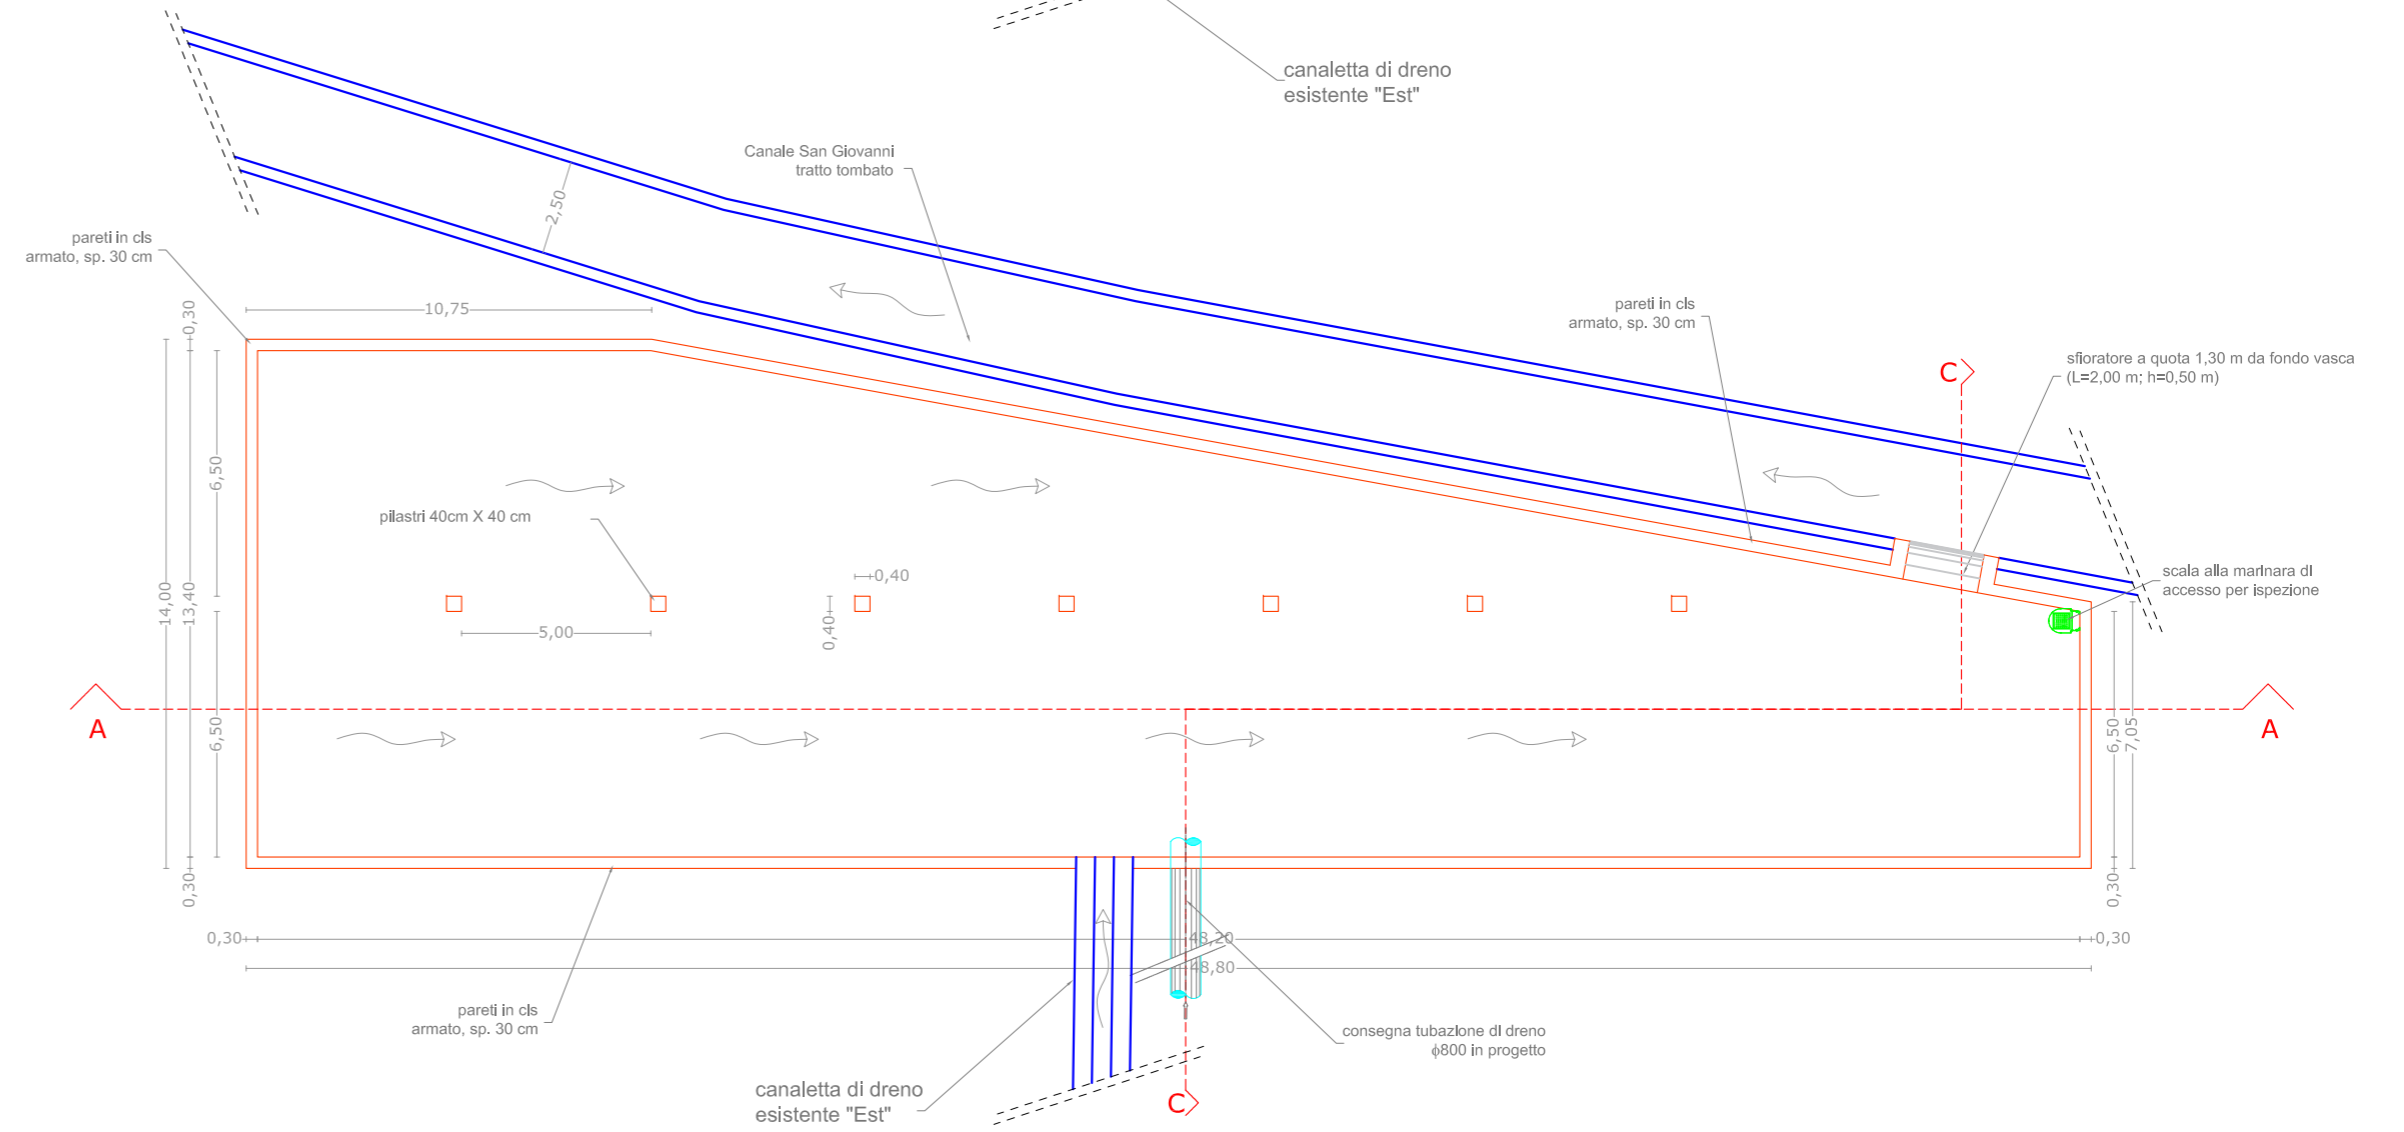 canaletta di dreno
esistente "Est"
Canale San Giovanni
tratto tombato
2,50
pareti in cls
armato, sp. 30 cm
0,30
10,75
pareti in cls
armato, sp. 30 cm
C
sfioratore a quota 1,30 m da fondo vasca
(L=2,00 m; h=0,50 m)
6,50
pilastri 40cm X 40 cm
14,00
13,40
0,40
0,40
5,00
scala alla marinara di
accesso per ispezione
A
6,50
6,50
7,05
A
0,30
0,30
0,30
48,20
0,30
48,80
pareti in cls
armato, sp. 30 cm
consegna tubazione di dreno
ϕ800 in progetto
canaletta di dreno
esistente "Est"
C